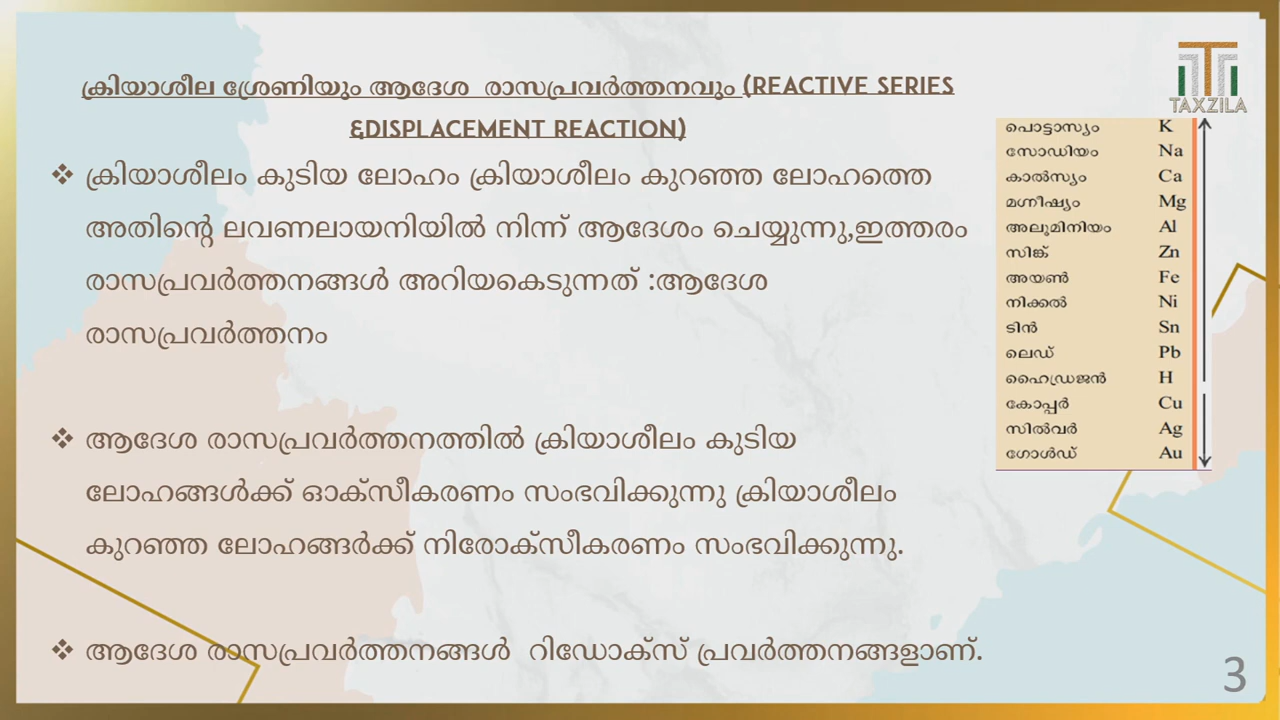 ക്രിയാശീല ശ്രേണിയും ആദേശ രാസപ്രവർത്തനവും (REACTIVE SERIES
&DISPLACEMENT REACTION)
❖ ക്രിയാശീലം കുടിയ ലോഹം ക്രിയാശീലം കുറഞ്ഞ ലോഹത്തെ
അതിന്റെ ലവണലായനിയിൽ നിന്ന് ആദേശം ചെയ്യുന്നു,ഇത്തരം
രാസപ്രവർത്തനങ്ങൾ അറിയകെടുന്നത് :ആദേശ
രാസപ്രവർത്തനം
❖ ആദേശ രാസപ്രവർത്തനത്തിൽ ക്രിയാശീലം കുടിയ
ലോഹങ്ങൾക്ക് ഓക്സീകരണം സംഭവിക്കുന്നു ക്രിയാശീലം
കുറഞ്ഞ ലോഹങ്ങർക്ക് നിരോക്സീകരണം സംഭവിക്കുന്നു.
❖ ആദേശ രാസപ്രവർത്തനങ്ങൾ റിഡോക്സ് പ്രവർത്തനങ്ങളാണ്.
TAXZILA
പൊട്ടാസ്യം K
സോഡിയം Na
കാൽസ്യം Ca
മഗ്നീഷ്യം Mg
അലുമിനിയം Al
സിങ്ക് Zn
അയൺ Fe
നിക്കൽ Ni
ടിൻ Sn
ലെഡ് Pb
ഹൈഡ്രജൻ H
കോപ്പർ Cu
സിൽവർ Ag
ഗോൾഡ് Au
3